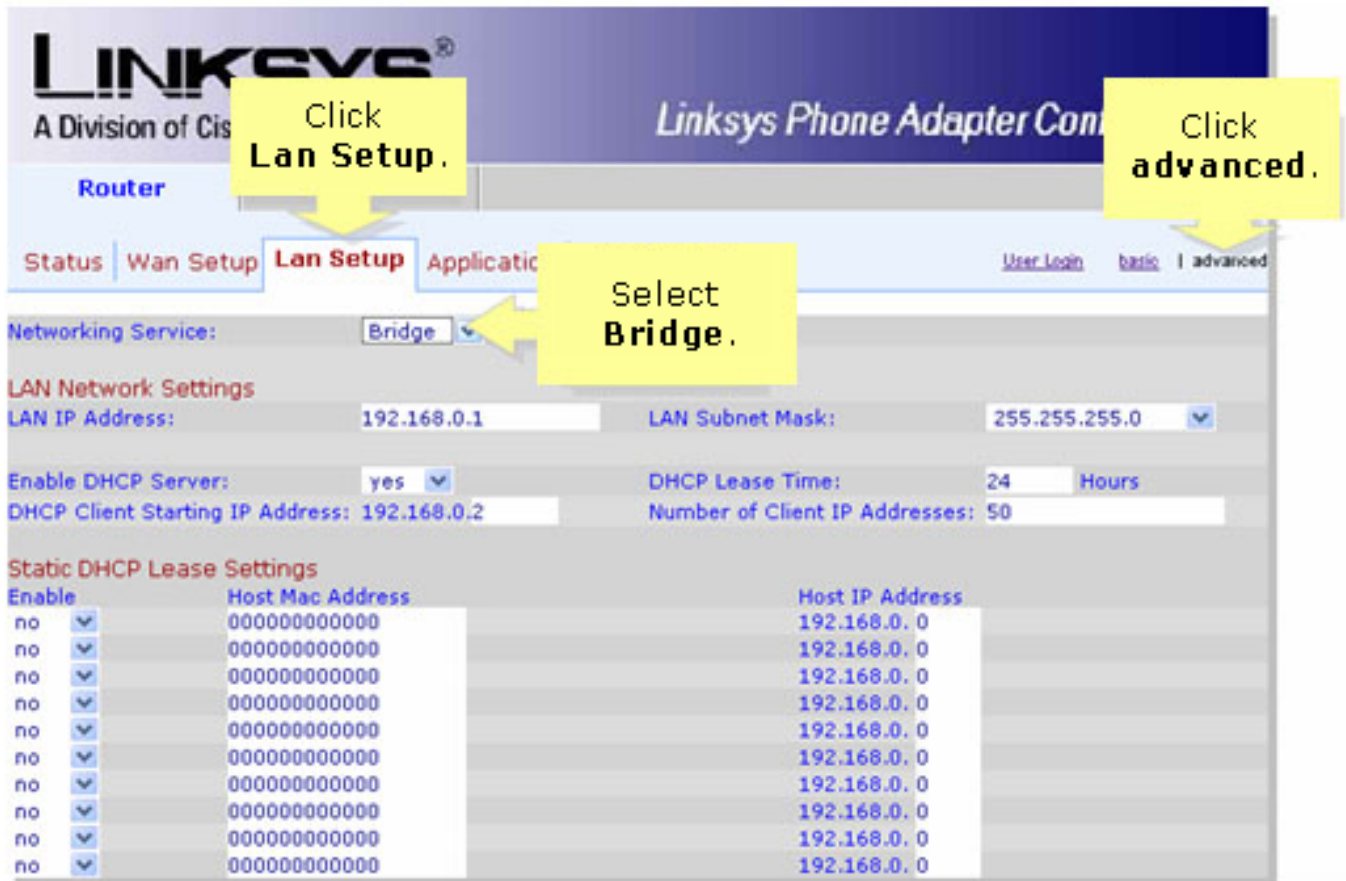 LINKSYS®
A Division of Cis
Linksys Phone Adapter Con
Click
Lan Setup.
Click
advanced.
Router
Status | Wan Setup Lan Setup Applicatio
User Login basic | advanced
Select
Bridge.
Networking Service: Bridge
LAN Network Settings
LAN IP Address: 192.168.0.1 LAN Subnet Mask: 255.255.255.0
Enable DHCP Server: yes DHCP Lease Time: 24 Hours
DHCP Client Starting IP Address: 192.168.0.2 Number of Client IP Addresses: 50
Static DHCP Lease Settings
Enable Host Mac Address Host IP Address
no 000000000000 192.168.0. 0
no 000000000000 192.168.0. 0
no 000000000000 192.168.0. 0
no 000000000000 192.168.0. 0
no 000000000000 192.168.0. 0
no 000000000000 192.168.0. 0
no 000000000000 192.168.0. 0
no 000000000000 192.168.0. 0
no 000000000000 192.168.0. 0
no 000000000000 192.168.0. 0